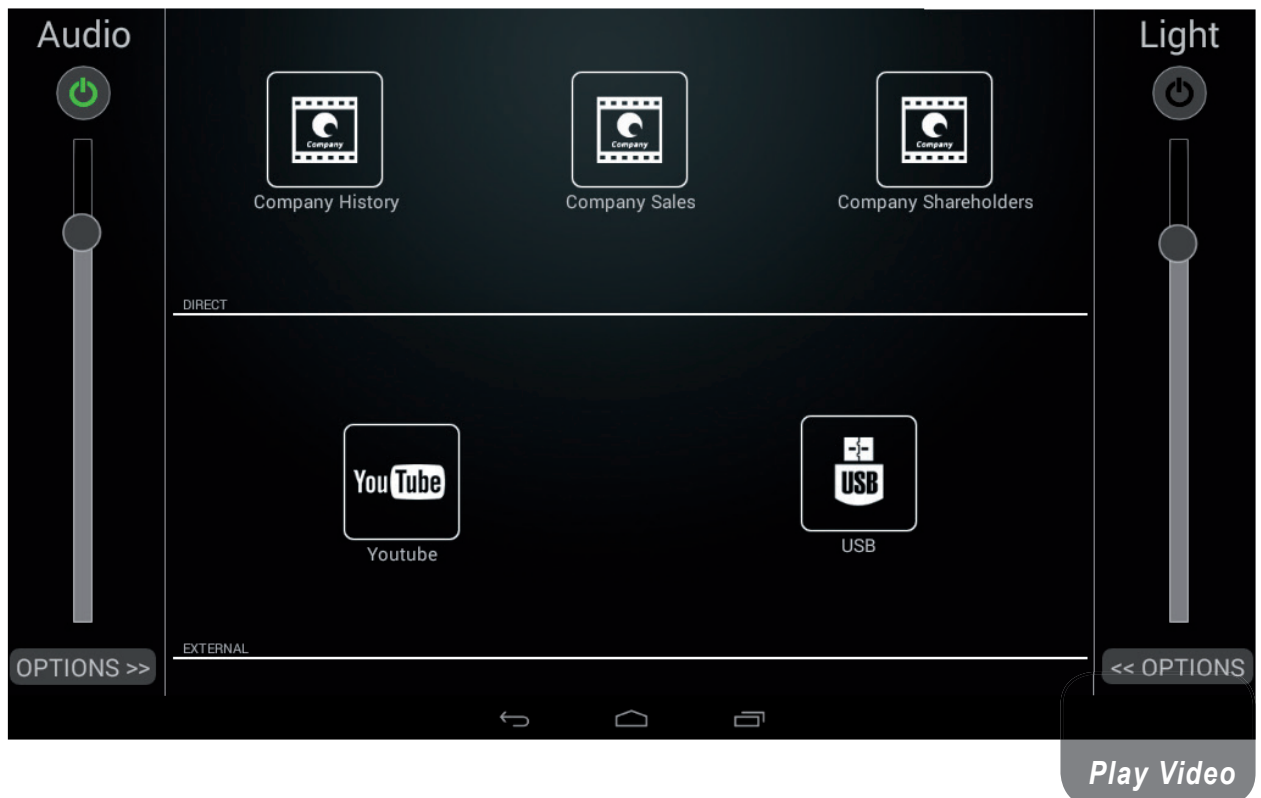 Audio
Light
Company
Company
Company
Company History
Company Sales
Company Shareholders
DIRECT
You Tube
USB
Youtube
USB
EXTERNAL
OPTIONS >>
<< OPTIONS
Play Video